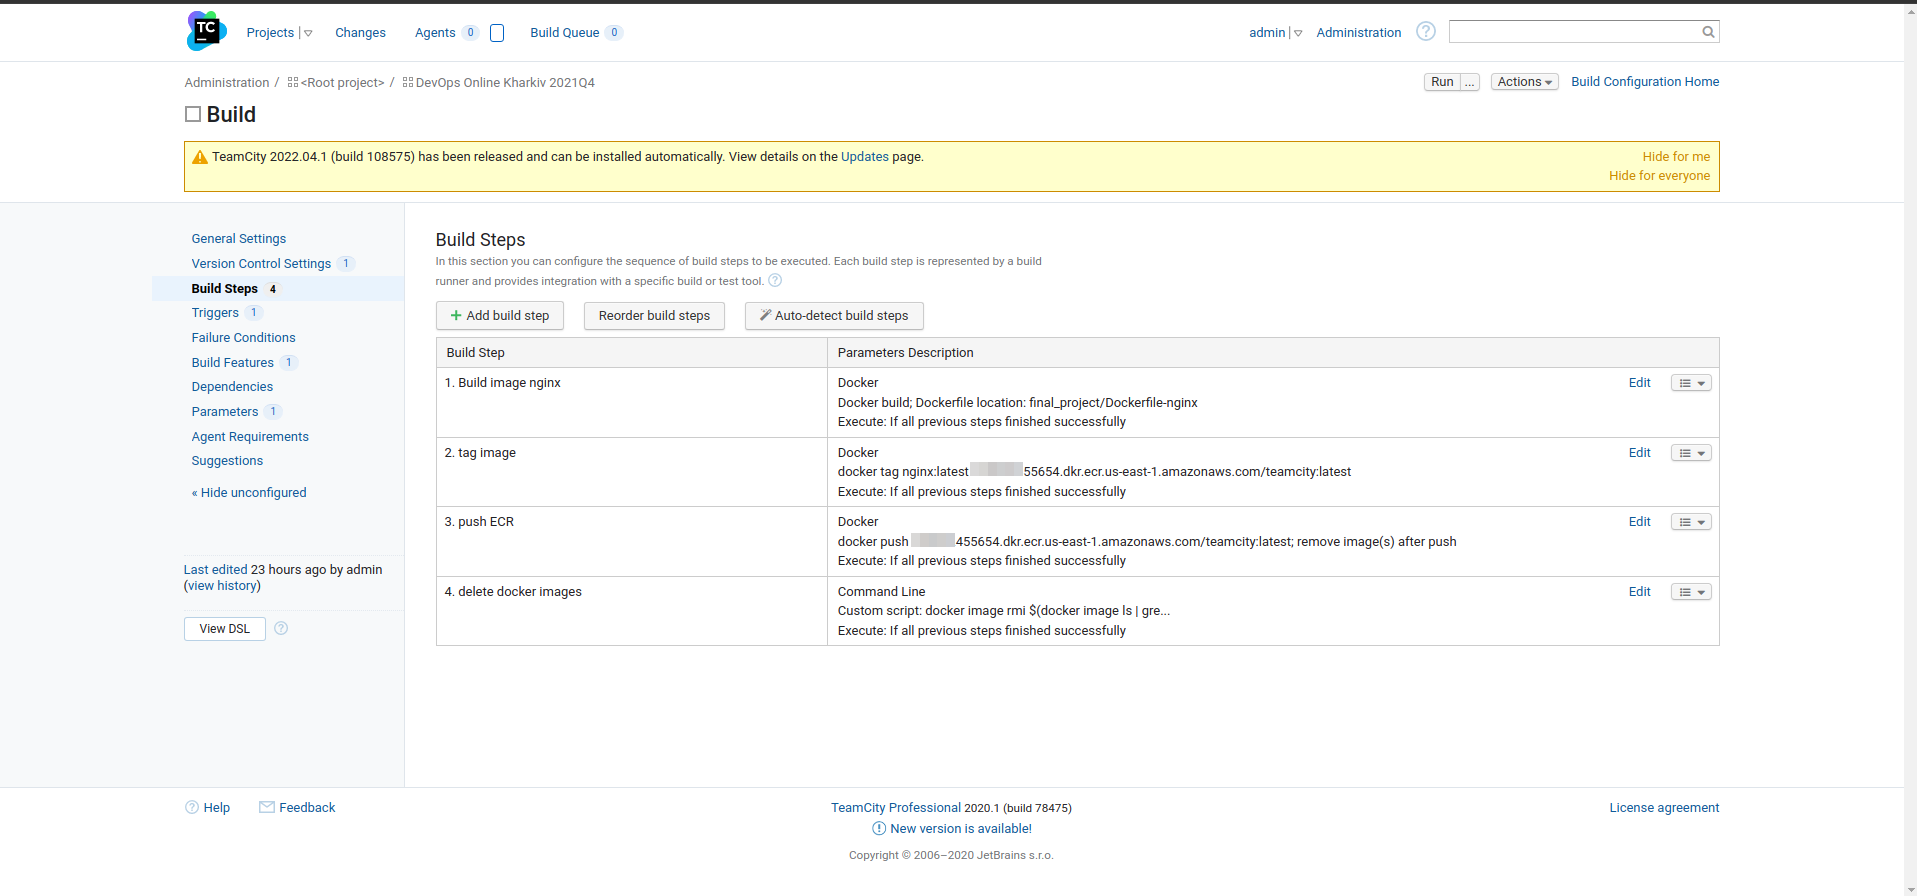 TC
Projects
Changes
Agents 0
Build Queue 0
admin
Administration
?
Administration / <Root project> / DevOps Online Kharkiv 2021Q4
Run ...
Actions
Build Configuration Home
Build
TeamCity 2022.04.1 (build 108575) has been released and can be installed automatically. View details on the Updates page.
Hide for me
Hide for everyone
General Settings
Version Control Settings 1
Build Steps 4
Triggers 1
Failure Conditions
Build Features 1
Dependencies
Parameters 1
Agent Requirements
Suggestions
« Hide unconfigured
Last edited 23 hours ago by admin
(view history)
View DSL ?
Build Steps
In this section you can configure the sequence of build steps to be executed. Each build step is represented by a build
runner and provides integration with a specific build or test tool. ?
+ Add build step
Reorder build steps
Auto-detect build steps
Build Step
Parameters Description
1. Build image nginx
Docker
Docker build; Dockerfile location: final_project/Dockerfile-nginx
Execute: If all previous steps finished successfully
Edit
2. tag image
Docker
docker tag nginx:latest 55654.dkr.ecr.us-east-1.amazonaws.com/teamcity:latest
Execute: If all previous steps finished successfully
Edit
3. push ECR
Docker
docker push 455654.dkr.ecr.us-east-1.amazonaws.com/teamcity:latest; remove image(s) after push
Execute: If all previous steps finished successfully
Edit
4. delete docker images
Command Line
Custom script: docker image rmi $(docker image ls | gre...
Execute: If all previous steps finished successfully
Edit
? Help
Feedback
TeamCity Professional 2020.1 (build 78475)
New version is available!
Copyright © 2006–2020 JetBrains s.r.o.
License agreement